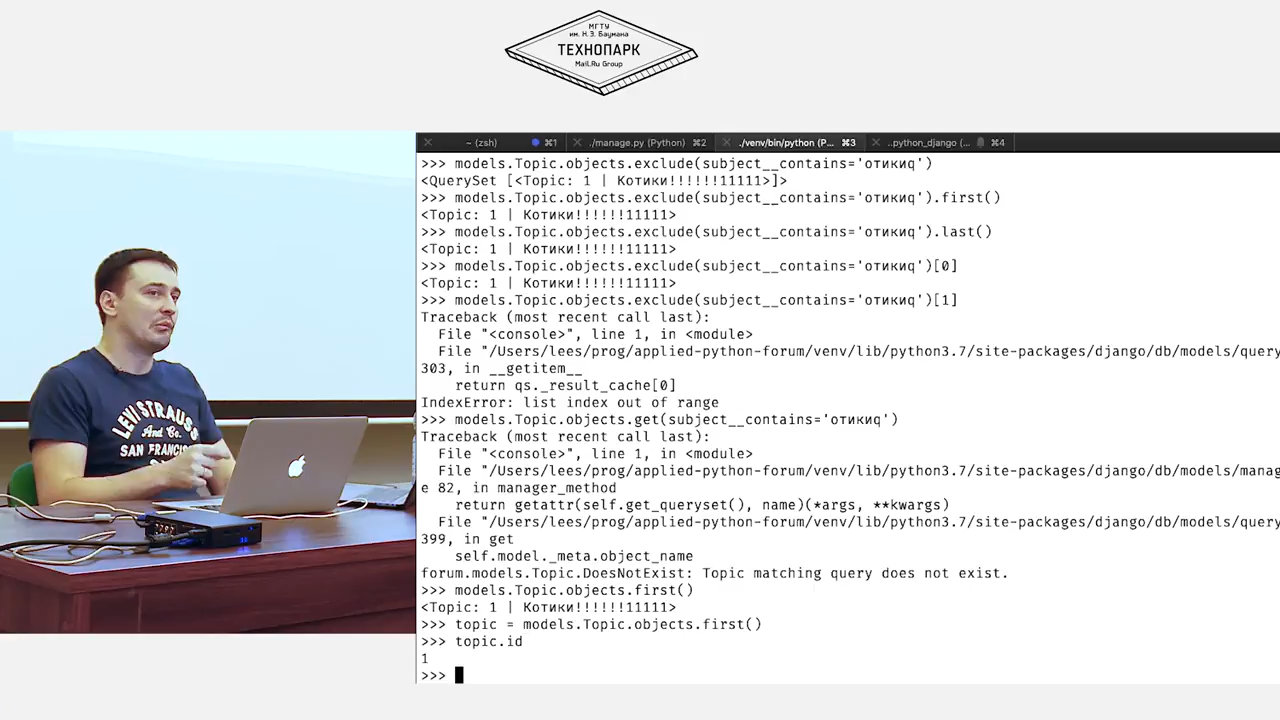 МГТУ
им. Н.Э. Баумана
ТЕХНОПАРК
Mail.Ru Group
– (zsh) ⌘1 ./manage.py (Python) ⌘2 ./venv/bin/python (P... ⌘3 ..python_django (... ⌘4
>>> models.Topic.objects.exclude(subject__contains='отикиq')
<QuerySet [<Topic: 1 | Котики!!!!!!11111>]>
>>> models.Topic.objects.exclude(subject__contains='отикиq').first()
<Topic: 1 | Котики!!!!!!11111>
>>> models.Topic.objects.exclude(subject__contains='отикиq').last()
<Topic: 1 | Котики!!!!!!11111>
>>> models.Topic.objects.exclude(subject__contains='отикиq')[0]
<Topic: 1 | Котики!!!!!!11111>
>>> models.Topic.objects.exclude(subject__contains='отикиq')[1]
Traceback (most recent call last):
File "<console>", line 1, in <module>
File "/Users/lees/prog/applied-python-forum/venv/lib/python3.7/site-packages/django/db/models/query
303, in __getitem__
return qs._result_cache[0]
IndexError: list index out of range
>>> models.Topic.objects.get(subject__contains='отикиq')
Traceback (most recent call last):
File "<console>", line 1, in <module>
File "/Users/lees/prog/applied-python-forum/venv/lib/python3.7/site-packages/django/db/models/manag
e 82, in manager_method
return getattr(self.get_queryset(), name)(*args, **kwargs)
File "/Users/lees/prog/applied-python-forum/venv/lib/python3.7/site-packages/django/db/models/query
399, in get
self.model._meta.object_name
forum.models.Topic.DoesNotExist: Topic matching query does not exist.
>>> models.Topic.objects.first()
<Topic: 1 | Котики!!!!!!11111>
>>> topic = models.Topic.objects.first()
>>> topic.id
1
>>>
LEVI STRAUSS
And Co.
SAN FRANCISCO